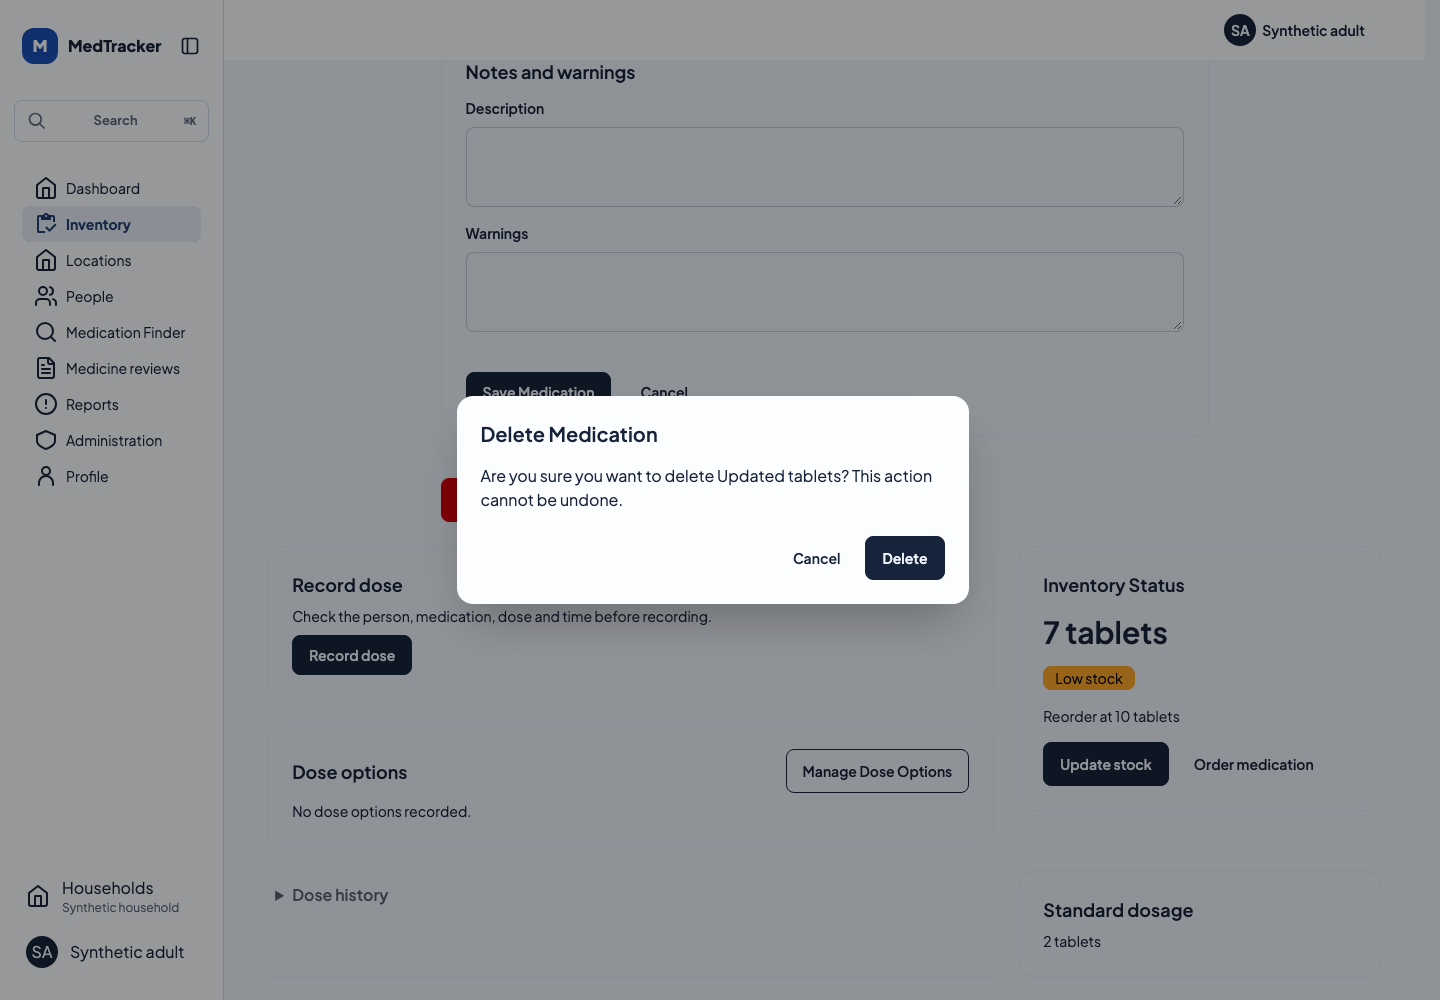 M MedTracker
Search ⌘K
Dashboard
Inventory
Locations
People
Medication Finder
Medicine reviews
Reports
Administration
Profile
Households
Synthetic household
SA Synthetic adult
SA Synthetic adult
Notes and warnings
Description
Warnings
Save Medication Cancel
Delete Medication
Are you sure you want to delete Updated tablets? This action
cannot be undone.
Cancel Delete
Record dose
Check the person, medication, dose and time before recording.
Record dose
Dose options
Manage Dose Options
No dose options recorded.
Dose history
Inventory Status
7 tablets
Low stock
Reorder at 10 tablets
Update stock Order medication
Standard dosage
2 tablets